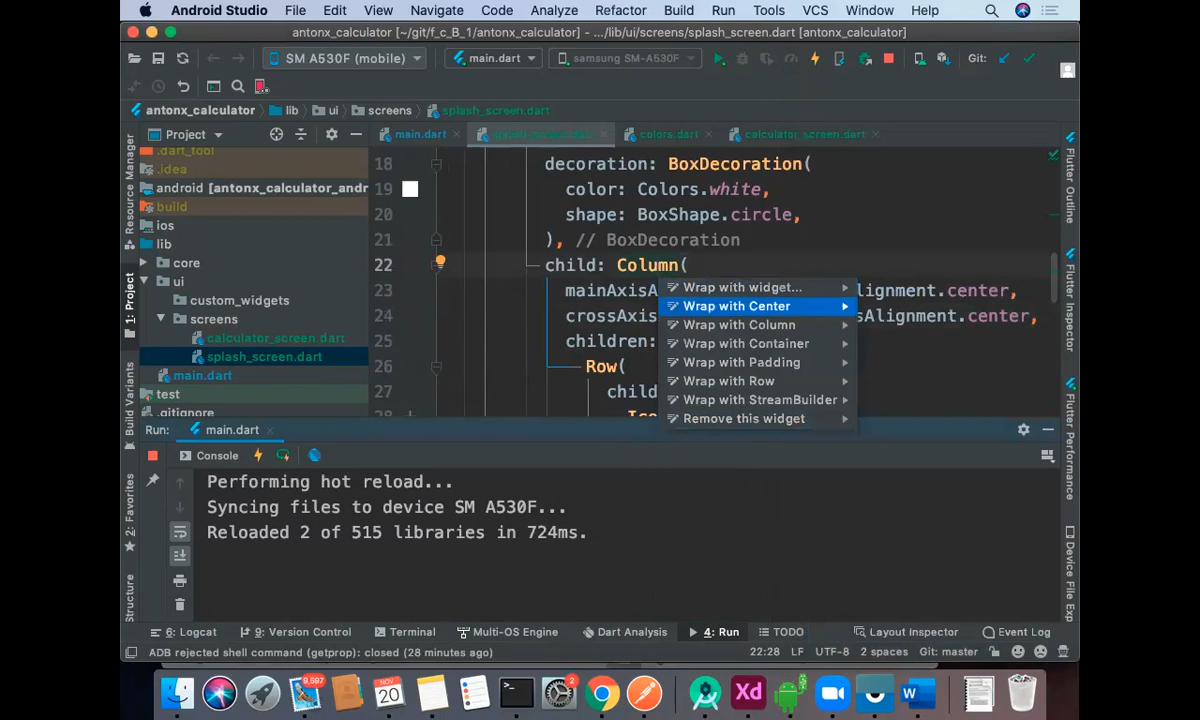 Android Studio File Edit View Navigate Code Analyze Refactor Build Run Tools VCS Window Help
antonx_calculator [~/git/f_c_B_1/antonx_calculator] – .../lib/ui/screens/splash_screen.dart [antonx_calculator]
SM A530F (mobile) main.dart samsung SM-A530F Git:
antonx_calculator lib ui screens splash_screen.dart
Project main.dart splash_screen.dart colors.dart calculator_screen.dart
.dart_tool
.idea
android [antonx_calculator_andr
build
ios
lib
core
ui
custom_widgets
screens
calculator_screen.dart
splash_screen.dart
main.dart
test
.gitignore
18 decoration: BoxDecoration(
19 color: Colors.white,
20 shape: BoxShape.circle,
21 ), // BoxDecoration
22 child: Column(
23 mainAxisA lignment.center,
24 crossAxis sAlignment.center,
25 children:
26 Row(
27 child
28 Ico
Wrap with widget...
Wrap with Center
Wrap with Column
Wrap with Container
Wrap with Padding
Wrap with Row
Wrap with StreamBuilder
Remove this widget
Resource Manager
1: Project
Build Variants
2: Favorites
Structure
Flutter Outline
Flutter Inspector
Flutter Performance
Device File Exp
Run: main.dart
Console
Performing hot reload...
Syncing files to device SM A530F...
Reloaded 2 of 515 libraries in 724ms.
6: Logcat 9: Version Control Terminal Multi-OS Engine Dart Analysis 4: Run TODO Layout Inspector Event Log
ADB rejected shell command (getprop): closed (28 minutes ago) 22:28 LF UTF-8 2 spaces Git: master
9,597
NOV
20
2
Xd
W